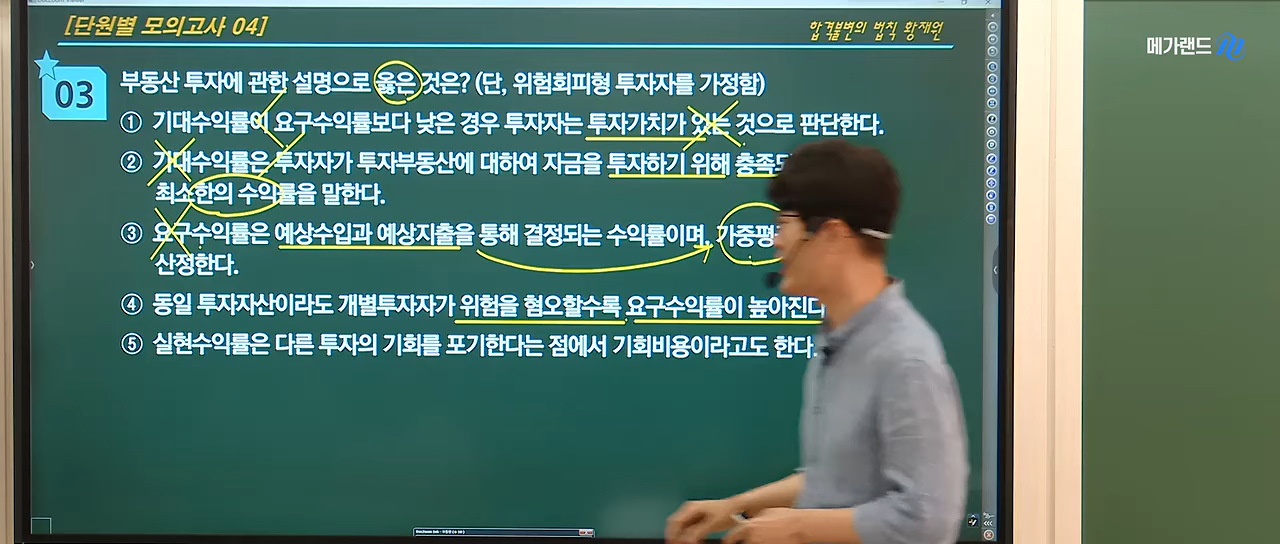 [단원별 모의고사 04]
합격불변의 법칙 황재원
메가랜드
03
부동산 투자에 관한 설명으로 옳은 것은? (단, 위험회피형 투자자를 가정함)
① 기대수익률이 요구수익률보다 낮은 경우 투자자는 투자가치가 있는 것으로 판단한다.
② 기대수익률은 투자자가 투자부동산에 대하여 자금을 투자하기 위해
최소한의 수익률을 말한다.
③ 요구수익률은 예상수입과 예상지출을 통해 결정되는 수익률이며,
산정한다.
④ 동일 투자자산이라도 개별투자자가 위험을 혐오할수록 요구수익률이 높아진다
⑤ 실현수익률은 다른 투자의 기회를 포기한다는 점에서 기회비용이라고도 한다.